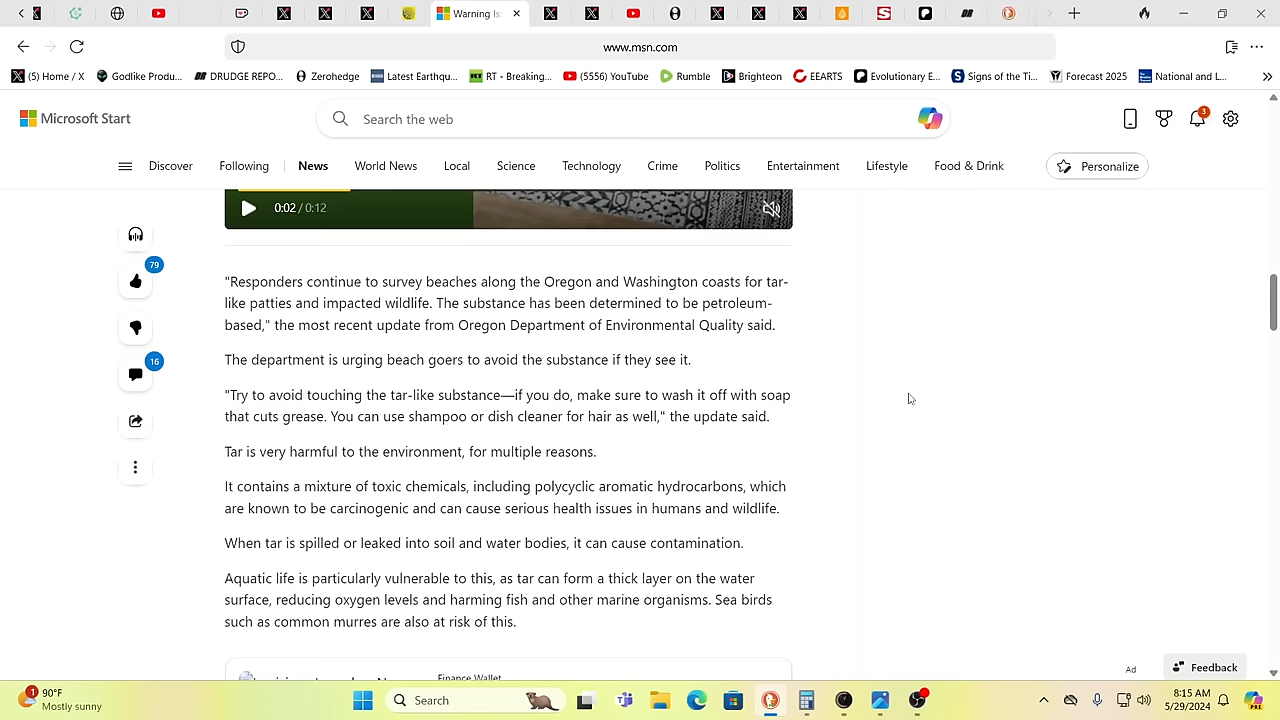 Warning Is
www.msn.com
(5) Home / X
Godlike Produ...
DRUDGE REPO...
Zerohedge
Latest Earthqu...
RT - Breaking...
(5556) YouTube
Rumble
Brighteon
EEARTS
Evolutionary E...
Signs of the Ti...
Forecast 2025
National and L...
Microsoft Start
Search the web
3
Discover
Following
News
World News
Local
Science
Technology
Crime
Politics
Entertainment
Lifestyle
Food & Drink
Personalize
0:02 / 0:12
79
16
"Responders continue to survey beaches along the Oregon and Washington coasts for tar-
like patties and impacted wildlife. The substance has been determined to be petroleum-
based," the most recent update from Oregon Department of Environmental Quality said.
The department is urging beach goers to avoid the substance if they see it.
"Try to avoid touching the tar-like substance—if you do, make sure to wash it off with soap
that cuts grease. You can use shampoo or dish cleaner for hair as well," the update said.
Tar is very harmful to the environment, for multiple reasons.
It contains a mixture of toxic chemicals, including polycyclic aromatic hydrocarbons, which
are known to be carcinogenic and can cause serious health issues in humans and wildlife.
When tar is spilled or leaked into soil and water bodies, it can cause contamination.
Aquatic life is particularly vulnerable to this, as tar can form a thick layer on the water
surface, reducing oxygen levels and harming fish and other marine organisms. Sea birds
such as common murres are also at risk of this.
Finance Wallet
Ad
Feedback
1
90°F
Mostly sunny
Search
8:15 AM
5/29/2024